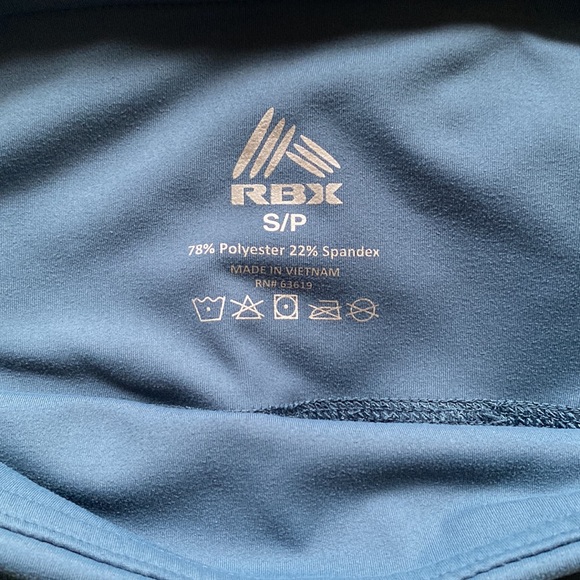 RBX
S/P
78% Polyester 22% Spandex
MADE IN VIETNAM
RN# 63619